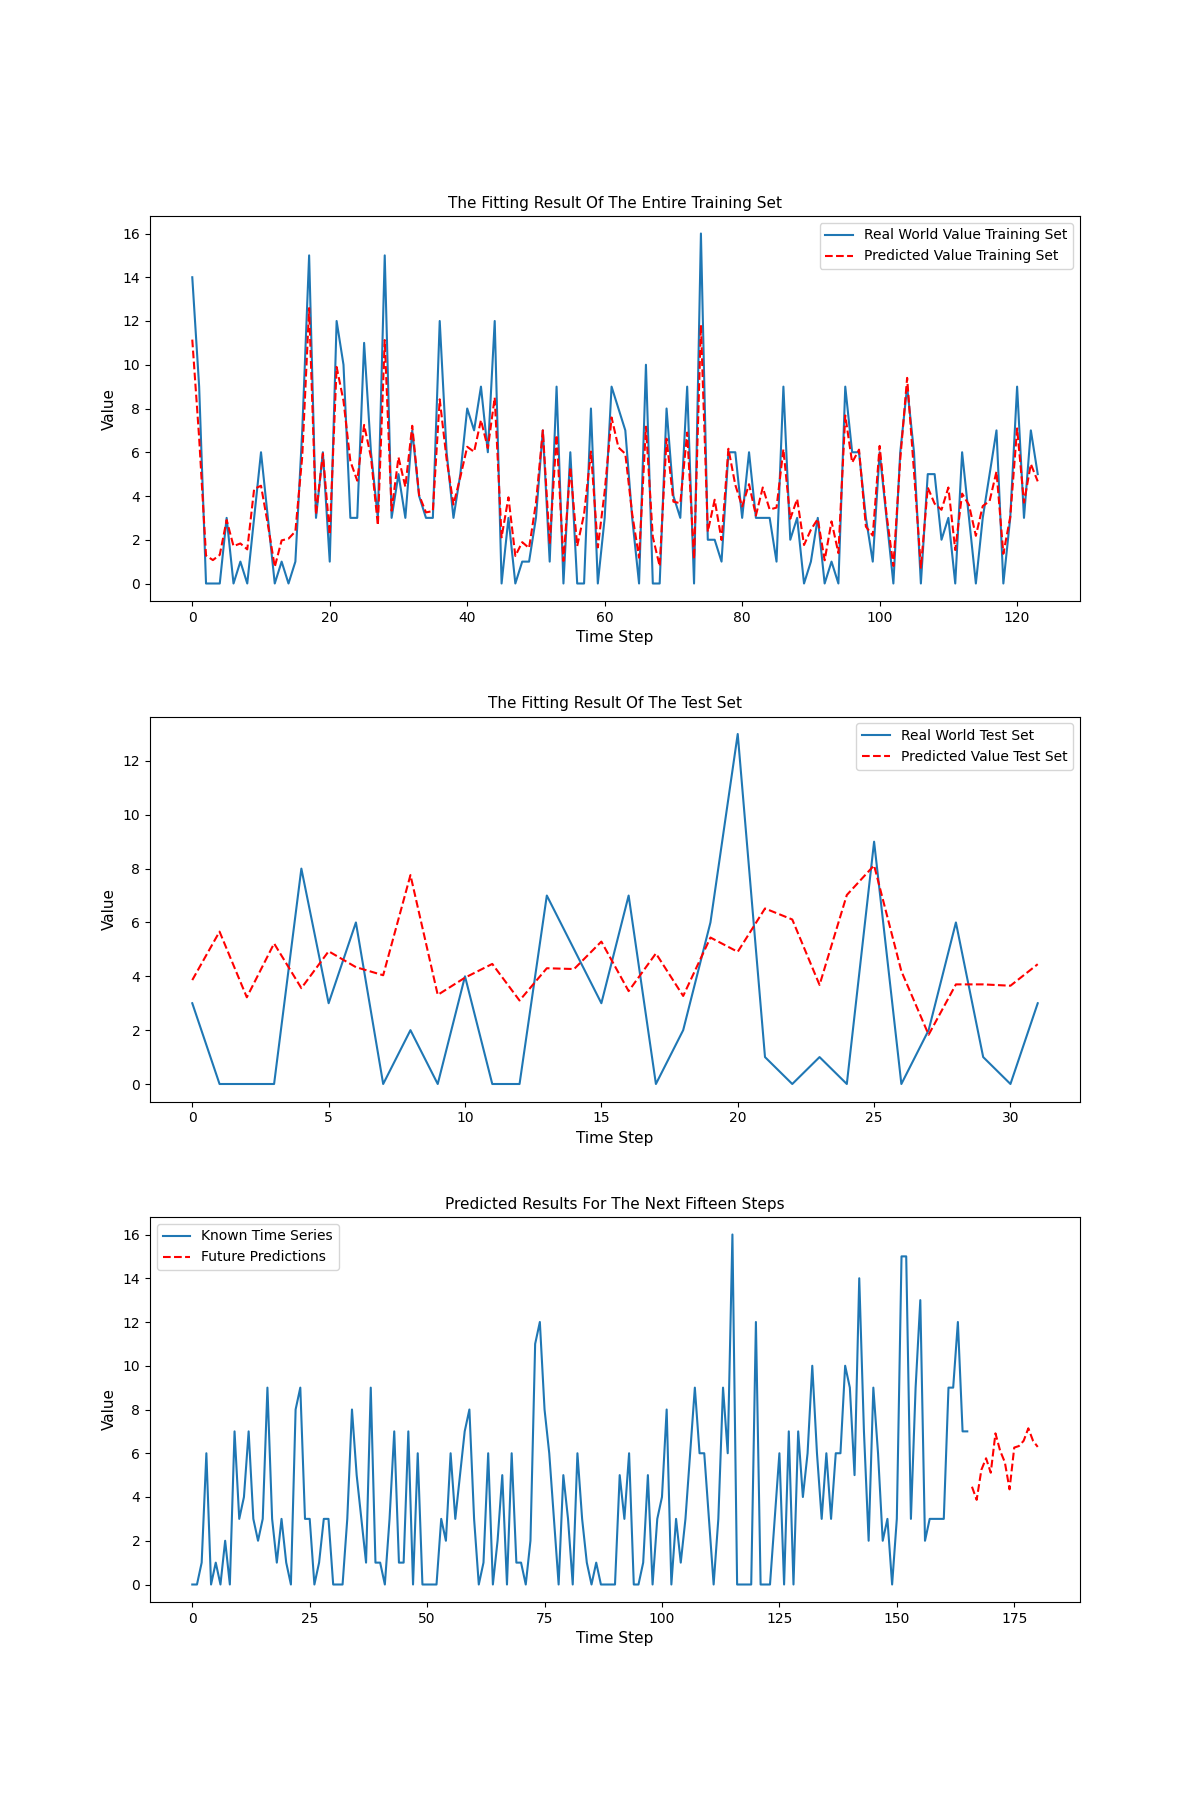 The Fitting Result Of The Entire Training Set
16
14
12
10
8
6
4
2
0
Value
Real World Value Training Set
Predicted Value Training Set
0 20 40 60 80 100 120
Time Step
The Fitting Result Of The Test Set
12
10
8
6
4
2
0
Value
Real World Test Set
Predicted Value Test Set
0 5 10 15 20 25 30
Time Step
Predicted Results For The Next Fifteen Steps
16
14
12
10
8
6
4
2
0
Value
Known Time Series
Future Predictions
0 25 50 75 100 125 150 175
Time Step